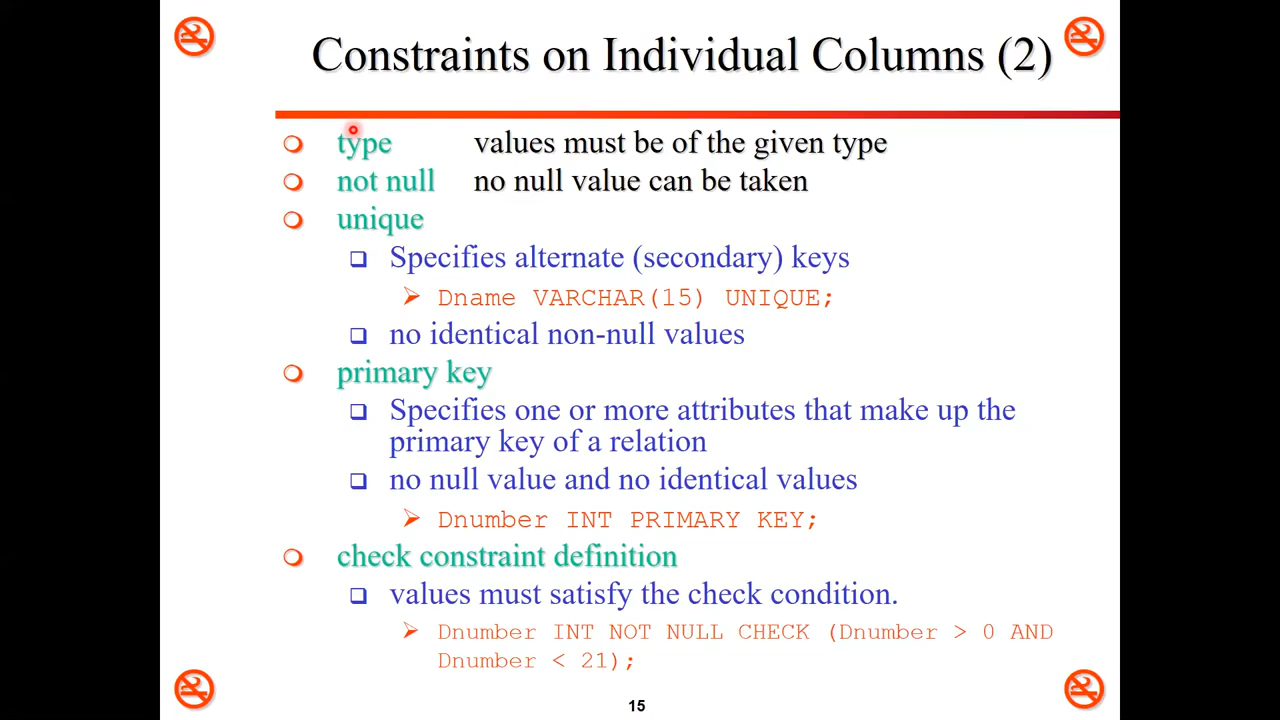 Constraints on Individual Columns (2)
type values must be of the given type
not null no null value can be taken
unique
Specifies alternate (secondary) keys
Dname VARCHAR(15) UNIQUE;
no identical non-null values
primary key
Specifies one or more attributes that make up the
primary key of a relation
no null value and no identical values
Dnumber INT PRIMARY KEY;
check constraint definition
values must satisfy the check condition.
Dnumber INT NOT NULL CHECK (Dnumber > 0 AND
Dnumber < 21);
15